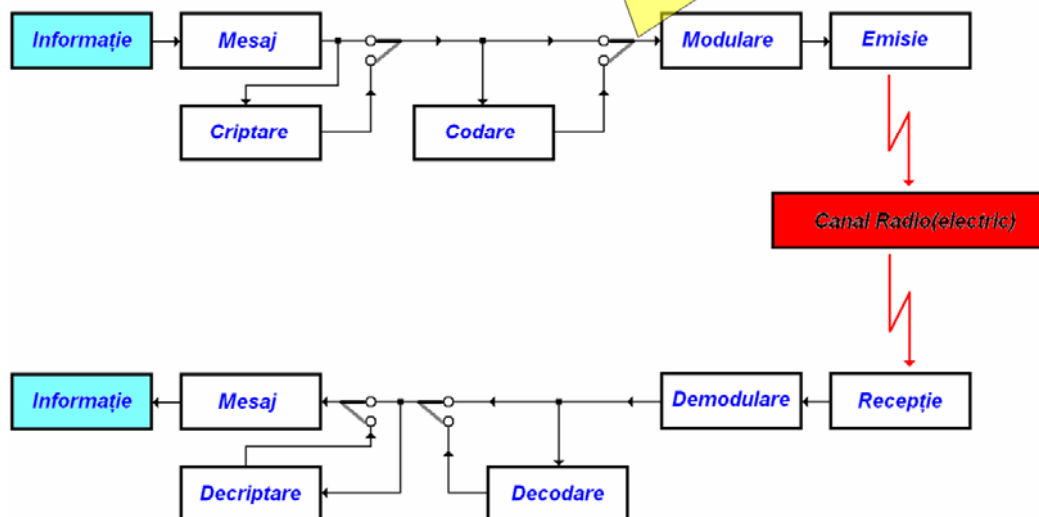 Informație
Mesaj
Modulare
Emisie
Criptare
Codare
Canal Radio(electric)
Informație
Mesaj
Demodulare
Recepție
Decriptare
Decodare